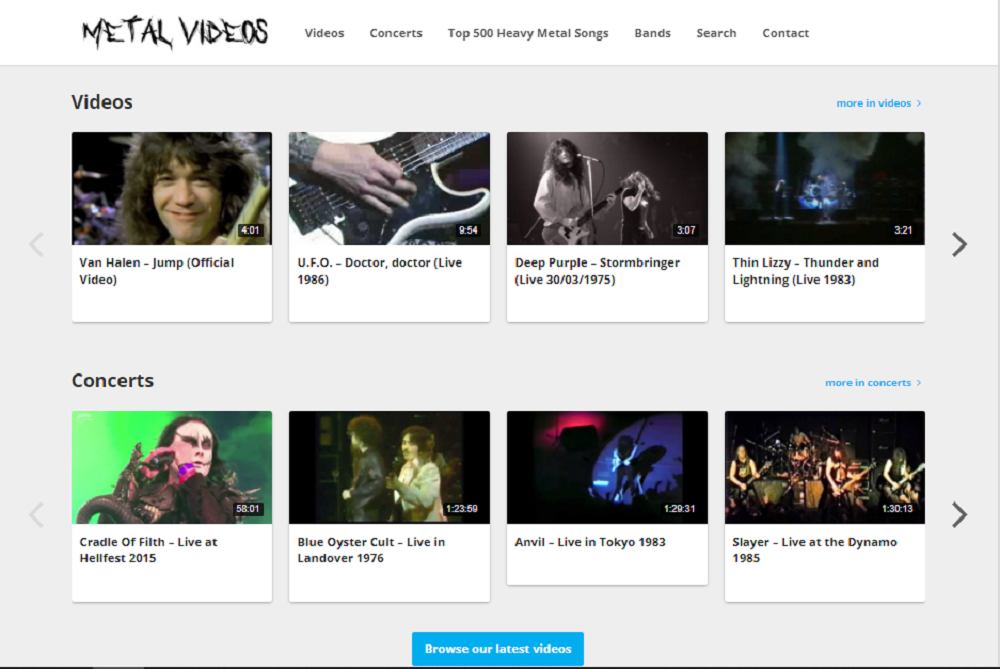 METAL VIDEOS
Videos Concerts Top 500 Heavy Metal Songs Bands Search Contact
Videos
more in videos >
4:01
9:54
3:07
3:21
Van Halen – Jump (Official
Video)
U.F.O. – Doctor, doctor (Live
1986)
Deep Purple – Stormbringer
(Live 30/03/1975)
Thin Lizzy – Thunder and
Lightning (Live 1983)
Concerts
more in concerts >
58:01
1:23:59
1:29:31
1:30:13
Cradle Of Filth – Live at
Hellfest 2015
Blue Oyster Cult – Live in
Landover 1976
Anvil – Live in Tokyo 1983
Slayer – Live at the Dynamo
1985
Browse our latest videos